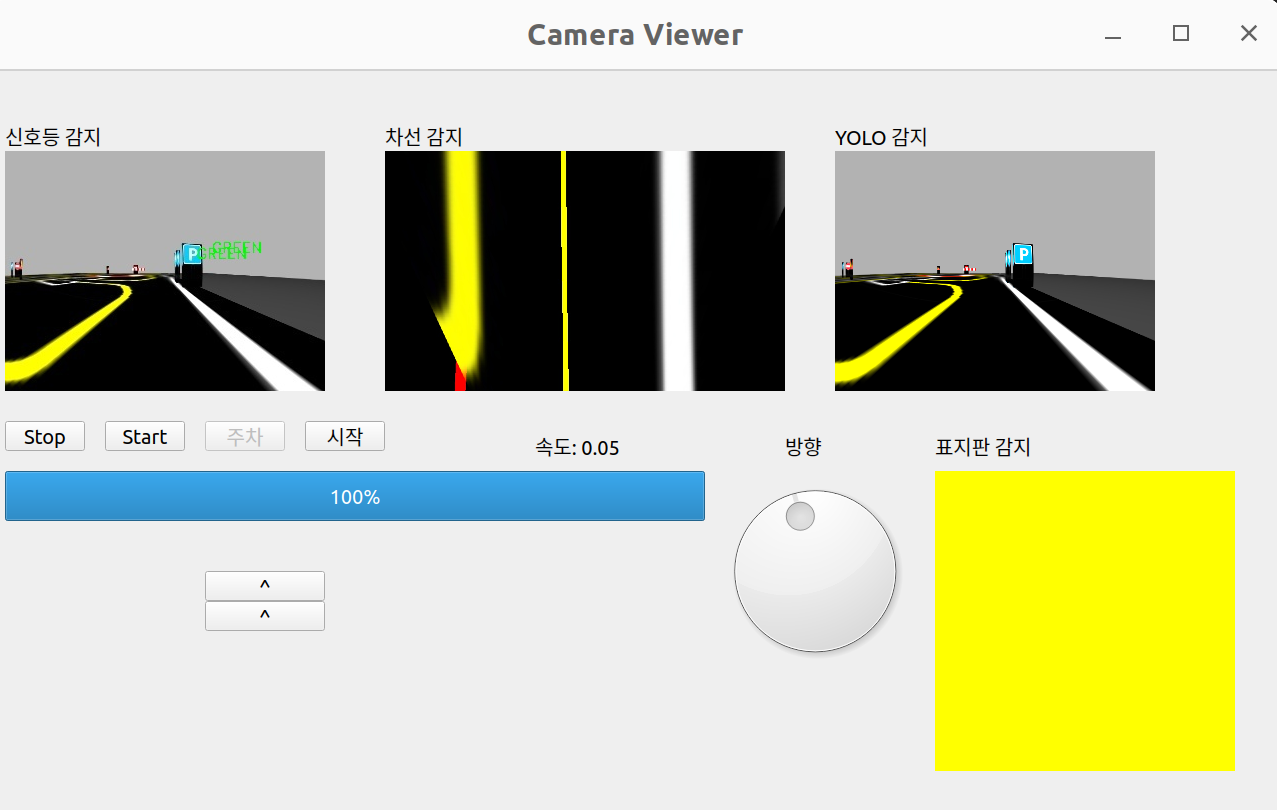 Camera Viewer
신호등 감지
차선 감지
YOLO 감지
GREEN
GREEN
P
P
Stop
Start
주차
시작
속도: 0.05
방향
표지판 감지
100%
^
^